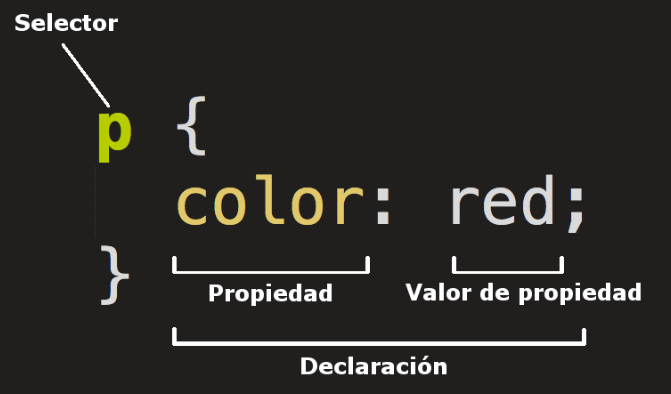 Selector
p {
color: red;
}
Propiedad
Valor de propiedad
Declaración